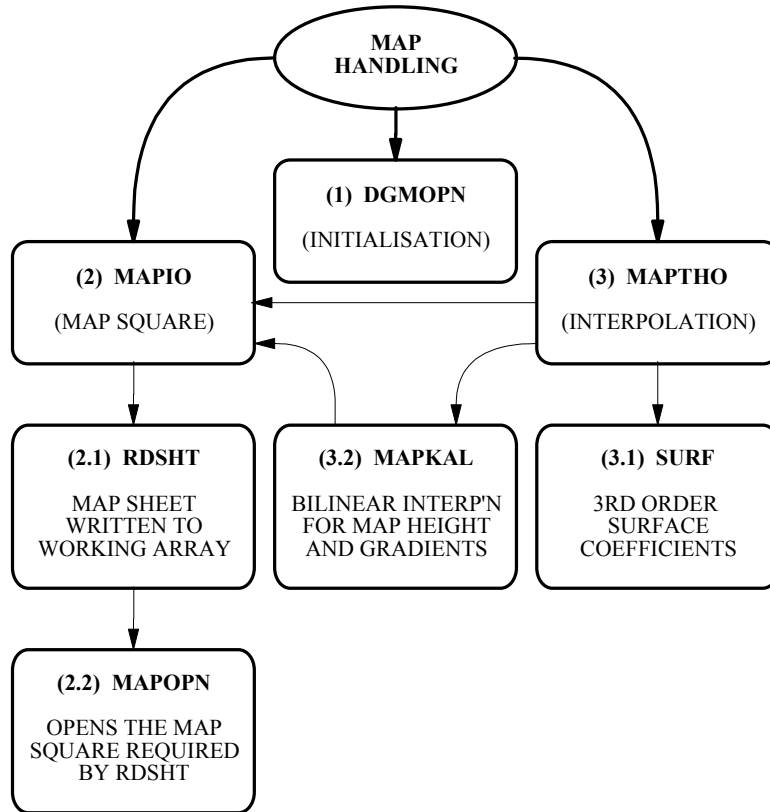 MAP
HANDLING
(1) DGMOPN
(INITIALISATION)
(2) MAPIO
(MAP SQUARE)
(3) MAPTHO
(INTERPOLATION)
(2.1) RDSHT
MAP SHEET
WRITTEN TO
WORKING ARRAY
(3.2) MAPKAL
BILINEAR INTERP'N
FOR MAP HEIGHT
AND GRADIENTS
(3.1) SURF
3RD ORDER
SURFACE
COEFFICIENTS
(2.2) MAPOPN
OPENS THE MAP
SQUARE REQUIRED
BY RDSHT